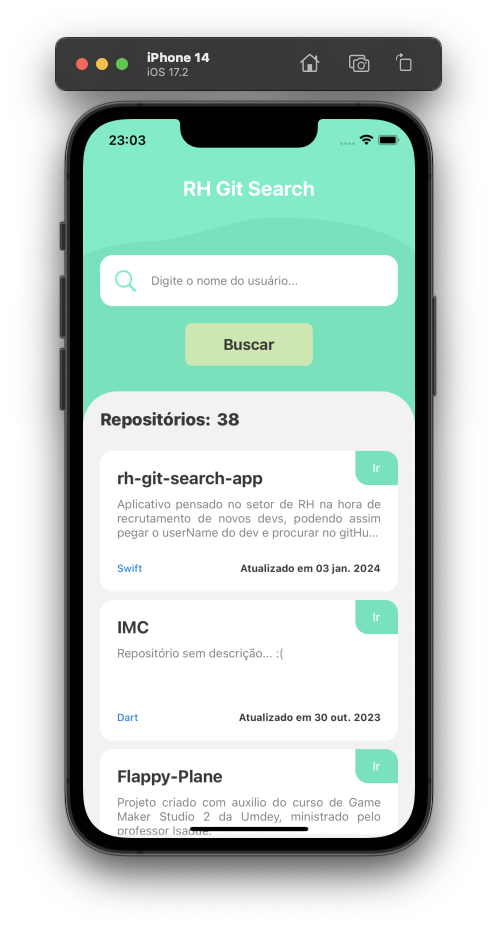 iPhone 14
iOS 17.2
23:03
RH Git Search
Digite o nome do usuário...
Buscar
Repositórios: 38
rh-git-search-app
Ir
Aplicativo pensado no setor de RH na hora de
recrutamento de novos devs, podendo assim
pegar o userName do dev e procurar no gitHu...
Swift
Atualizado em 03 jan. 2024
IMC
Ir
Repositório sem descrição... :(
Dart
Atualizado em 30 out. 2023
Flappy-Plane
Ir
Projeto criado com auxilio do curso de Game
Maker Studio 2 da Umdey, ministrado pelo
professor Isaque.